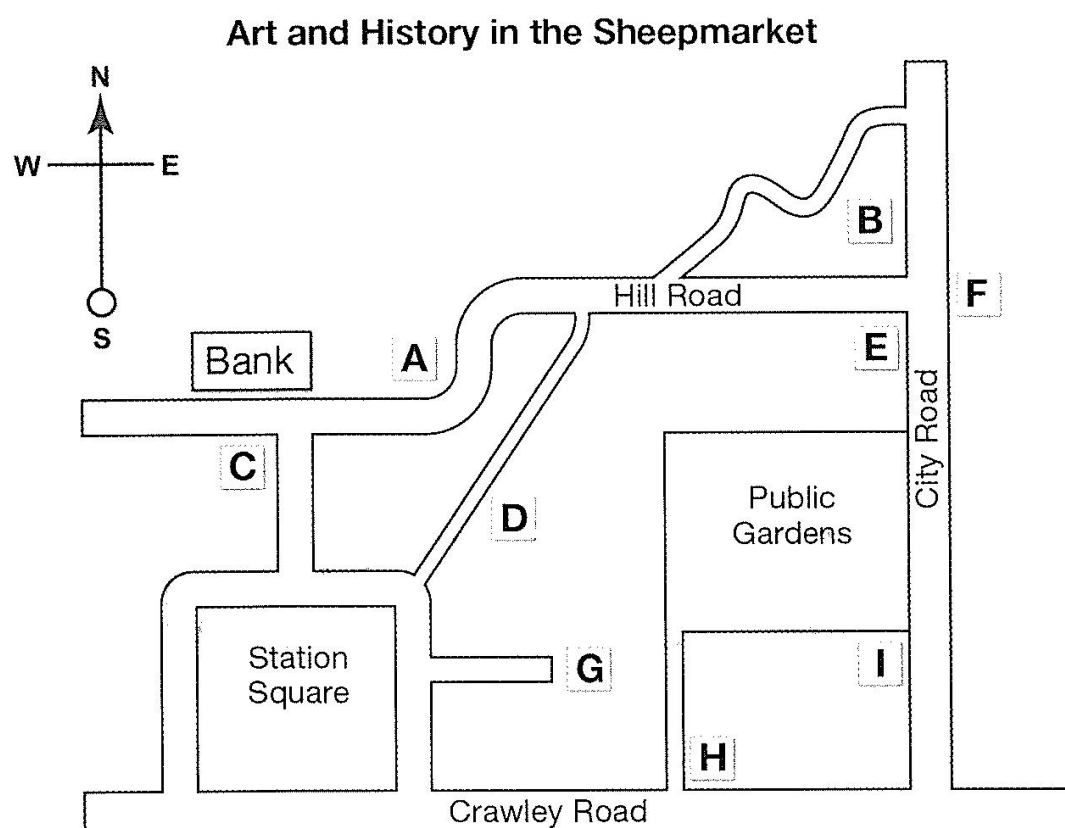 Art and History in the Sheepmarket
N
W E
S
B
Hill Road
F
Bank
A
E
C
City Road
D
Public
Gardens
Station
Square
G
I
H
Crawley Road